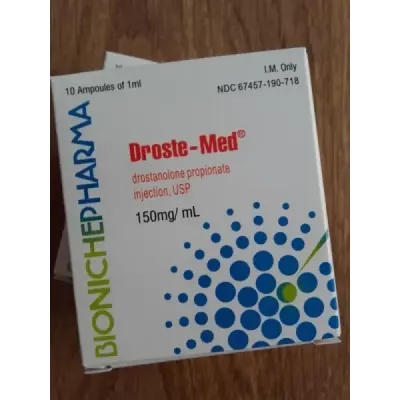 10 Ampoules of 1ml
I.M. Only
NDC 67457-190-718
BIONICHEPHARMA
Droste-Med®
drostanolone propionate
injection, USP
150mg/ mL